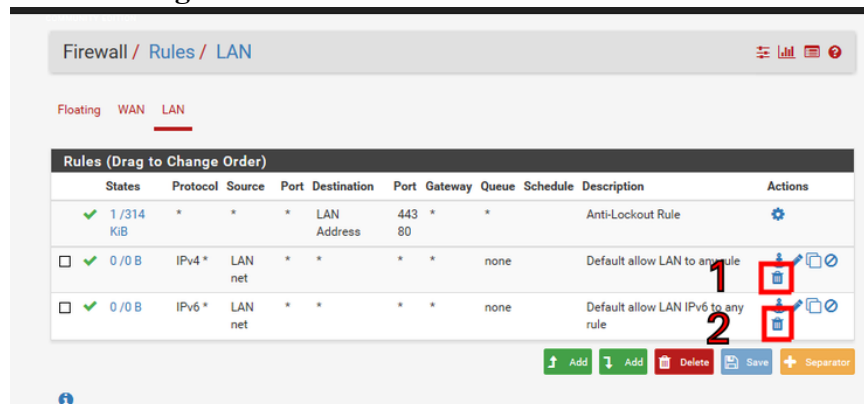 Firewall / Rules / LAN
Floating WAN LAN
Rules (Drag to Change Order)
States Protocol Source Port Destination Port Gateway Queue Schedule Description Actions
1 /314 KiB * * * LAN Address 443 80 * * Anti-Lockout Rule
0 /0 B IPv4 * LAN net * * * * none Default allow LAN to any rule
1
0 /0 B IPv6 * LAN net * * * * none Default allow LAN IPv6 to any rule
2
Add Add Delete Save Separator